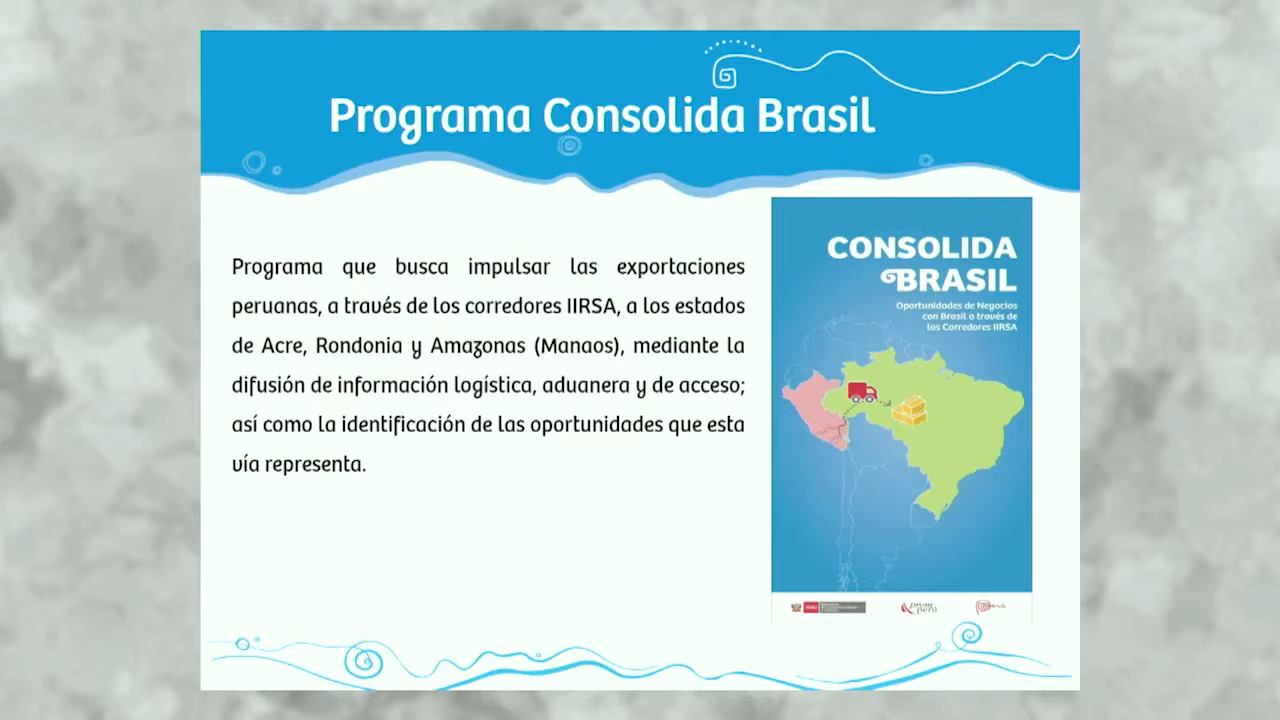 Programa Consolida Brasil
Programa que busca impulsar las exportaciones
peruanas, a través de los corredores IIRSA, a los estados
de Acre, Rondonia y Amazonas (Manaos), mediante la
difusión de información logística, aduanera y de acceso;
así como la identificación de las oportunidades que esta
vía representa.
CONSOLIDA
BRASIL
Oportunidades de Negocios
con Brasil a través de
los Corredores IIRSA